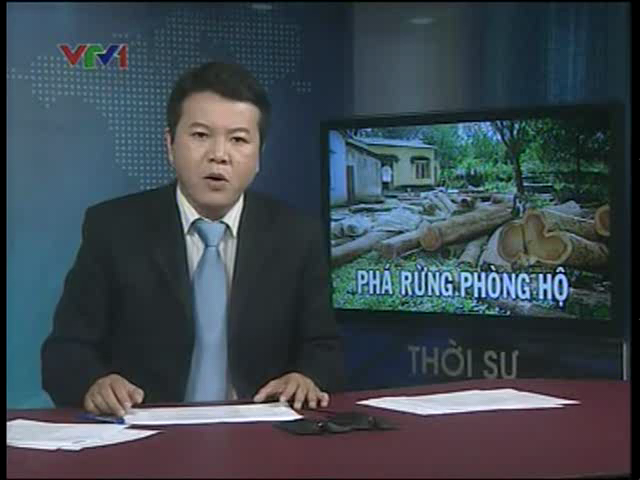 VTV1
PHÁ RỪNG PHÒNG HỘ
THỜI SỰ